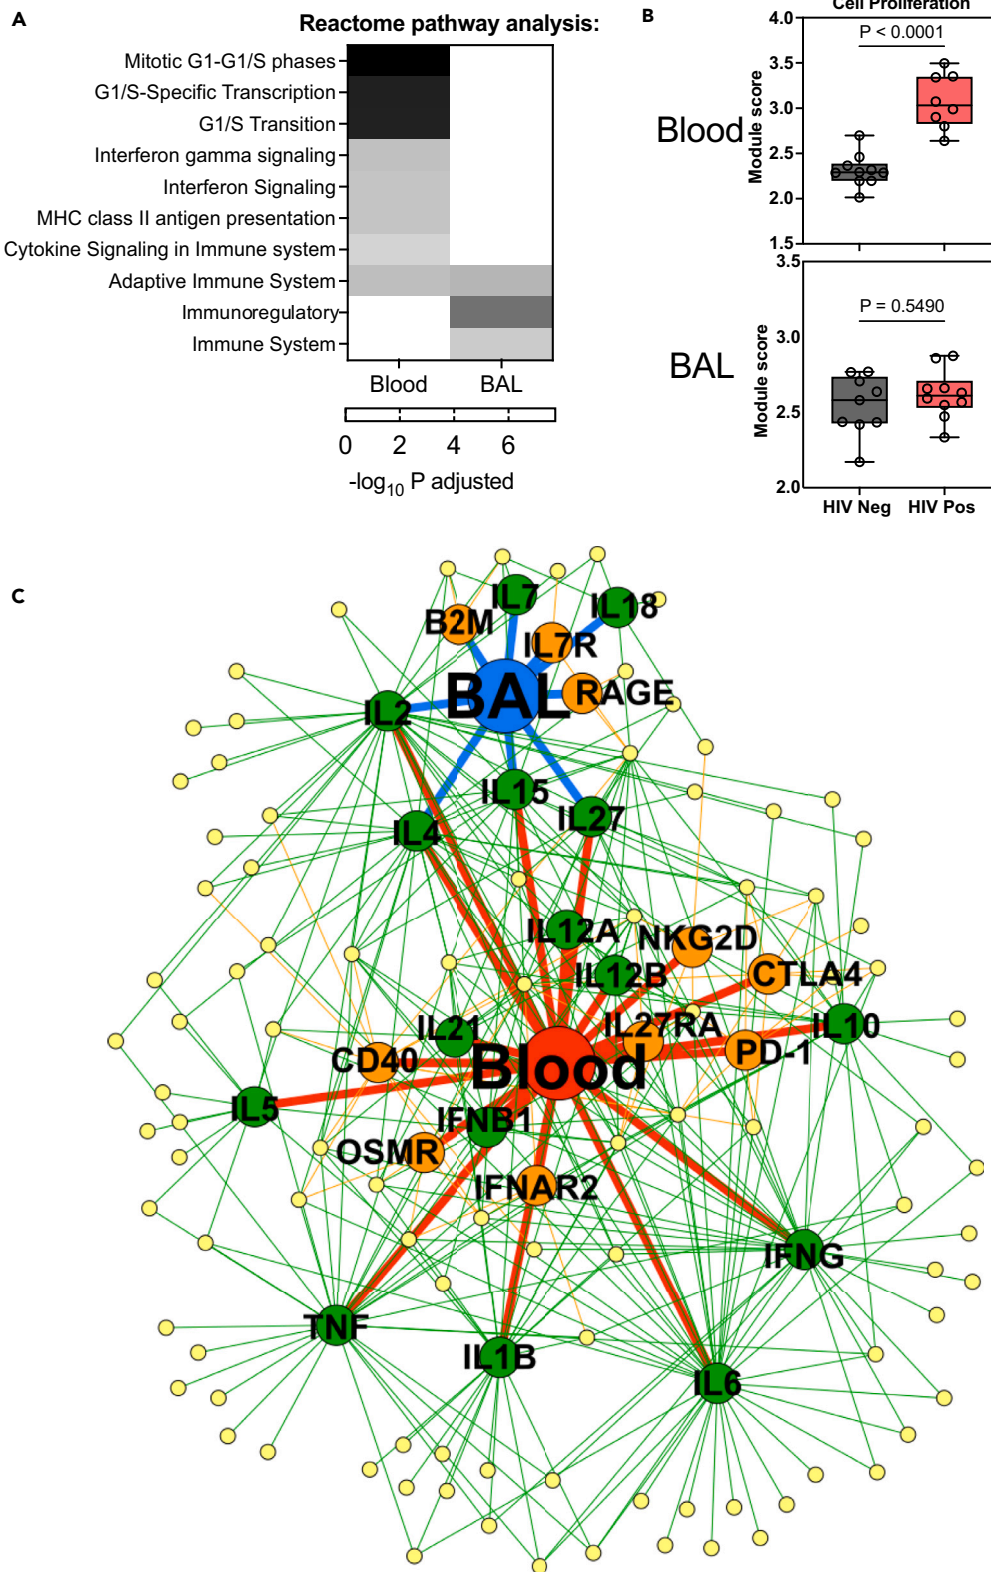 A
Reactome pathway analysis:
Mitotic G1-G1/S phases
G1/S-Specific Transcription
G1/S Transition
Interferon gamma signaling
Interferon Signaling
MHC class II antigen presentation
Cytokine Signaling in Immune system
Adaptive Immune System
Immunoregulatory
Immune System
Blood BAL
0 2 4 6
-log10 P adjusted
B
Cell Proliferation
Blood
Module score
4.0
3.5
3.0
2.5
2.0
1.5
P < 0.0001
BAL
Module score
3.5
3.0
2.5
2.0
P = 0.5490
HIV Neg HIV Pos
C
IL7
IL18
B2M
IL7R
BAL
RAGE
IL2
IL15
IL27
IL4
IL12A
NKG2D
IL12B
CTLA4
IL21
IL27RA
IL10
CD40
Blood
PD-1
IL5
IFNB1
OSMR
IFNAR2
IFNG
TNF
IL1B
IL6